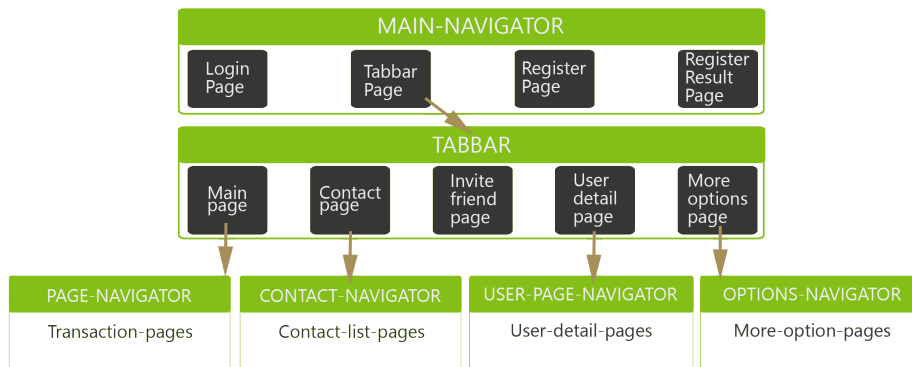 MAIN-NAVIGATOR
Login
Page
Tabbar
Page
Register
Page
Register
Result
Page
TABBAR
Main
page
Contact
page
Invite
friend
page
User
detail
page
More
options
page
PAGE-NAVIGATOR
Transaction-pages
CONTACT-NAVIGATOR
Contact-list-pages
USER-PAGE-NAVIGATOR
User-detail-pages
OPTIONS-NAVIGATOR
More-option-pages